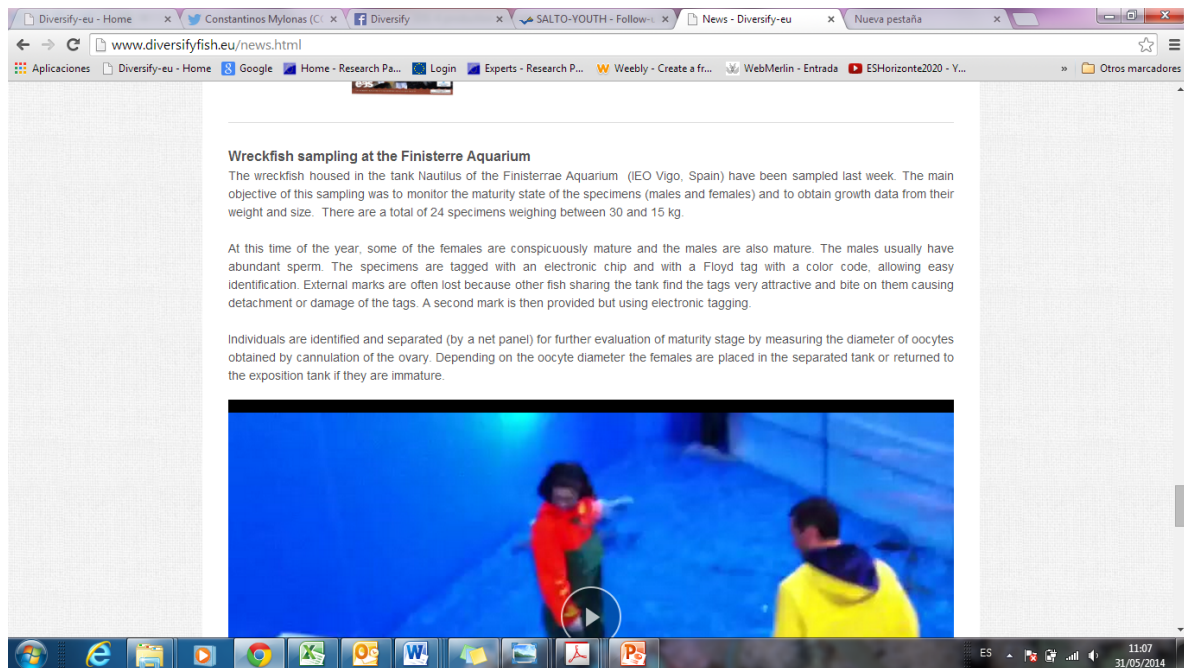 Diversify-eu - Home
Constantinos Mylonas (C
Diversify
SALTO-YOUTH - Follow-u
News - Diversify-eu
Nueva pestaña
www.diversifyfish.eu/news.html
Aplicaciones
Diversify-eu - Home
Google
Home - Research Pa...
Login
Experts - Research P...
Weebly - Create a fr...
WebMerlin - Entrada
ESHorizonte2020 - Y...
»
Otros marcadores
Wreckfish sampling at the Finisterre Aquarium
The wreckfish housed in the tank Nautilus of the Finisterrae Aquarium (IEO Vigo, Spain) have been sampled last week. The main
objective of this sampling was to monitor the maturity state of the specimens (males and females) and to obtain growth data from their
weight and size. There are a total of 24 specimens weighing between 30 and 15 kg.
At this time of the year, some of the females are conspicuously mature and the males are also mature. The males usually have
abundant sperm. The specimens are tagged with an electronic chip and with a Floyd tag with a color code, allowing easy
identification. External marks are often lost because other fish sharing the tank find the tags very attractive and bite on them causing
detachment or damage of the tags. A second mark is then provided but using electronic tagging.
Individuals are identified and separated (by a net panel) for further evaluation of maturity stage by measuring the diameter of oocytes
obtained by cannulation of the ovary. Depending on the oocyte diameter the females are placed in the separated tank or returned to
the exposition tank if they are immature.
ES
11:07
31/05/2014